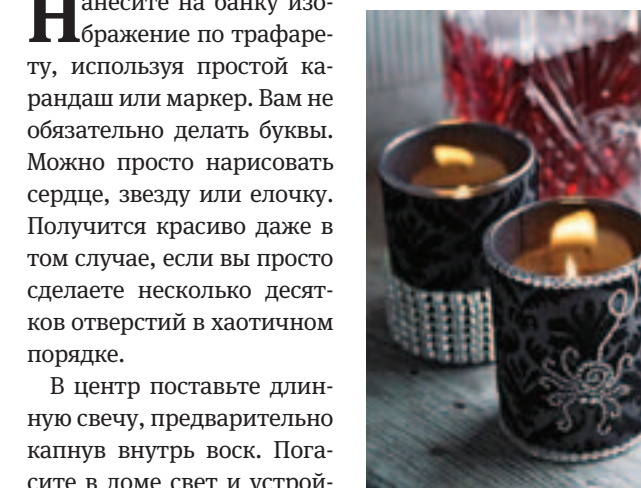 Нанесите на банку изо-
бражение по трафаре-
ту, используя простой ка-
рандаш или маркер. Вам не
обязательно делать буквы.
Можно просто нарисовать
сердце, звезду или елочку.
Получится красиво даже в
том случае, если вы просто
сделаете несколько десят-
ков отверстий в хаотичном
порядке.
В центр поставьте длин-
ную свечу, предварительно
капнув внутрь воск. Пога-
сите в доме свет и устрой-